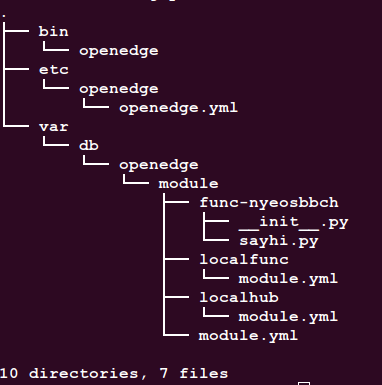 .
├── bin
│   └── openedge
├── etc
│   └── openedge
│       └── openedge.yml
└── var
    └── db
        └── openedge
            └── module
                ├── func-nyeosbbch
                │   ├── __init__.py
                │   └── sayhi.py
                ├── localfunc
                │   └── module.yml
                ├── localhub
                │   └── module.yml
                └── module.yml
10 directories, 7 files